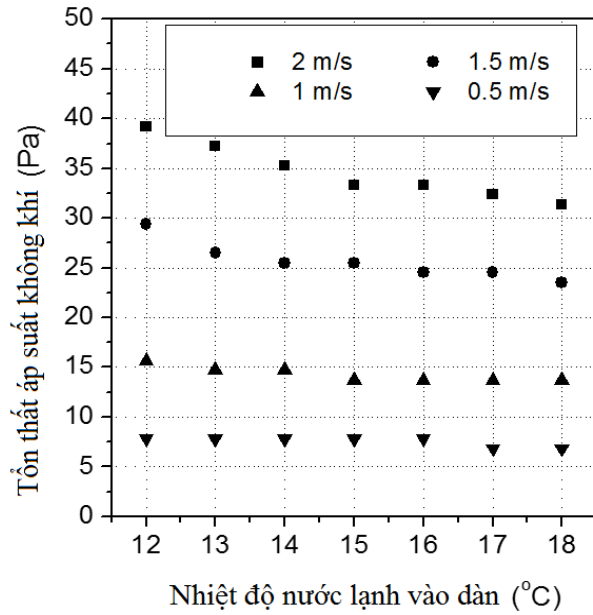 2 m/s 1.5 m/s
1 m/s 0.5 m/s
Tồn thất áp suất không khí (Pa)
50
45
40
35
30
25
20
15
10
5
0
12 13 14 15 16 17 18
Nhiệt độ nước lạnh vào dàn (°C)